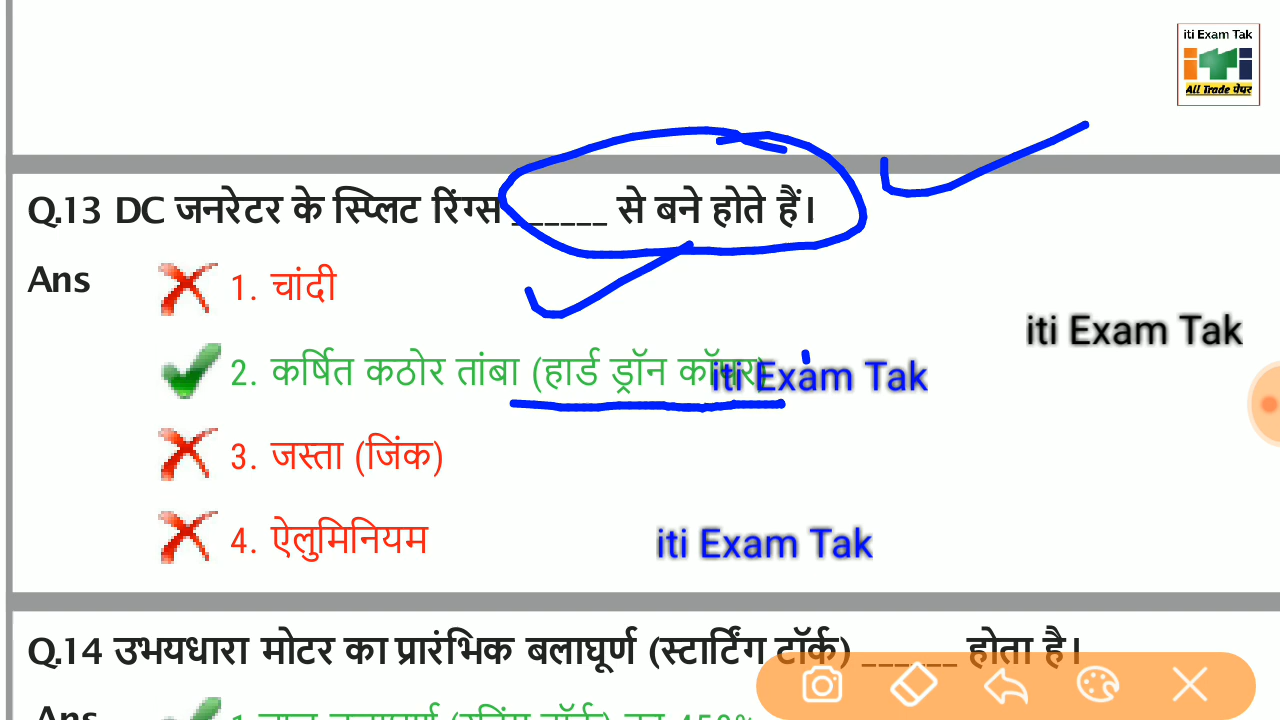 iti Exam Tak
iti
All Trade पेपर
Q.13 DC जनरेटर के स्प्लिट रिंग्स ______ से बने होते हैं।
Ans
1. चांदी
iti Exam Tak
2. कर्षित कठोर तांबा (हार्ड ड्रॉन कॉपर)
iti Exam Tak
3. जस्ता (जिंक)
4. ऐलुमिनियम
iti Exam Tak
Q.14 उभयधारा मोटर का प्रारंभिक बलाघूर्ण (स्टार्टिंग टॉर्क) ______ होता है।
Ans